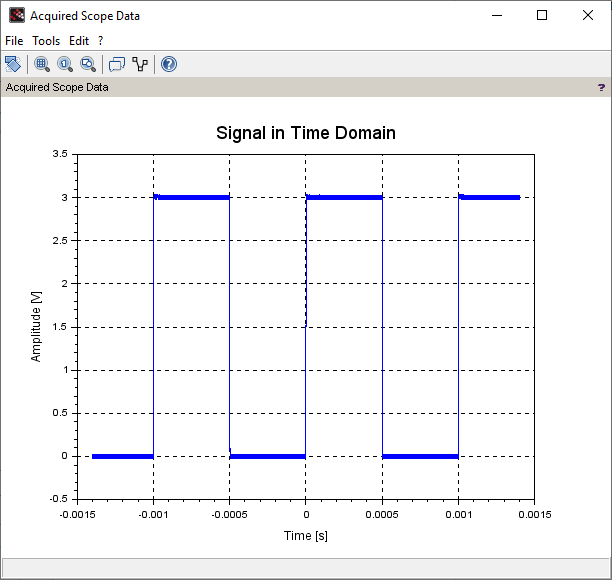 Acquired Scope Data
File Tools Edit ?
Acquired Scope Data ?
Signal in Time Domain
3.5
3
2.5
2
1.5
1
0.5
0
-0.5
Amplitude [V]
-0.0015 -0.001 -0.0005 0 0.0005 0.001 0.0015
Time [s]